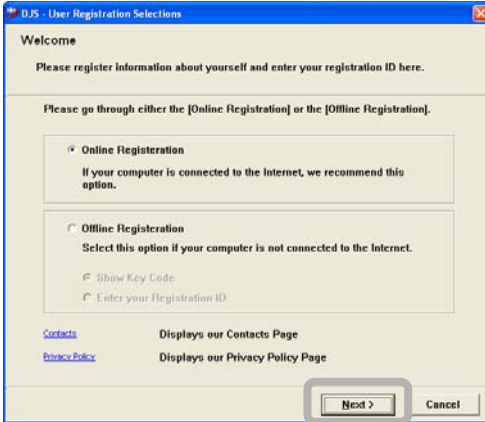 DJS - User Registration Selections
Welcome
Please register information about yourself and enter your registration ID here.
Please go through either the [Online Registration] or the [Offline Registration].
Online Registeration
If your computer is connected to the Internet, we recommend this
option.
Offline Registeration
Select this option if your computer is not connected to the Internet.
Show Key Code
Enter your Registration ID
Contacts Displays our Contacts Page
Privacy Policy Displays our Privacy Policy Page
Next > Cancel